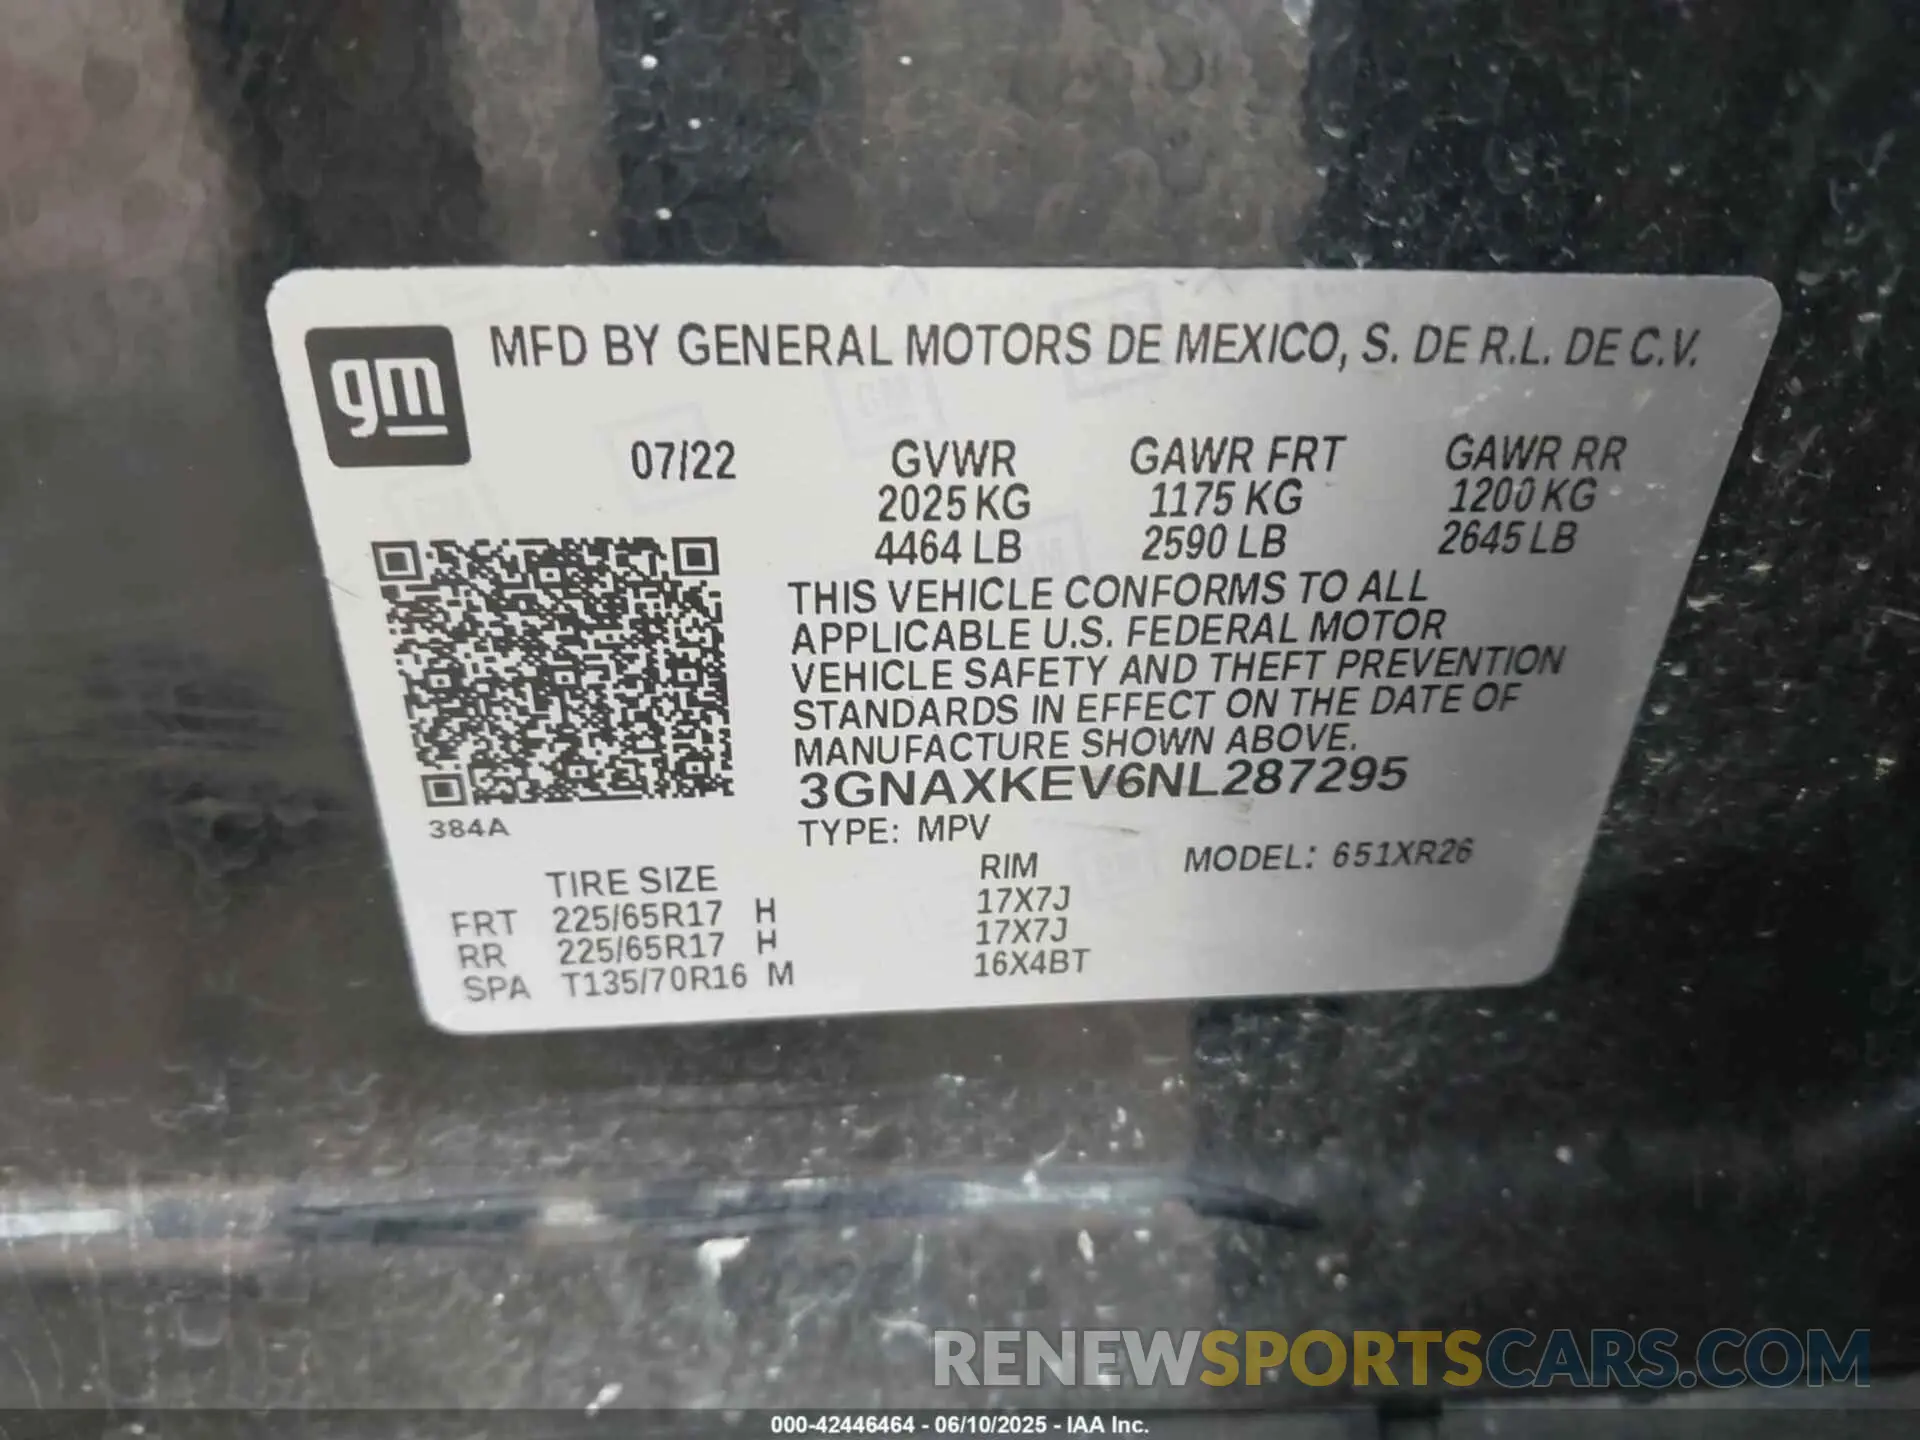 gm
MFD BY GENERAL MOTORS DE MEXICO, S. DE R.L. DE C.V.
07/22 GVWR GAWR FRT GAWR RR
2025 KG 1175 KG 1200 KG
4464 LB 2590 LB 2645 LB
THIS VEHICLE CONFORMS TO ALL
APPLICABLE U.S. FEDERAL MOTOR
VEHICLE SAFETY AND THEFT PREVENTION
STANDARDS IN EFFECT ON THE DATE OF
MANUFACTURE SHOWN ABOVE.
3GNAXKEV6NL287295
384A
TYPE: MPV
MODEL: 651XR26
TIRE SIZE RIM
FRT 225/65R17 H 17X7J
RR 225/65R17 H 17X7J
SPA T135/70R16 M 16X4BT
RENEWSPORTSCARS.COM
000-42446464 - 06/10/2025 - IAA Inc.